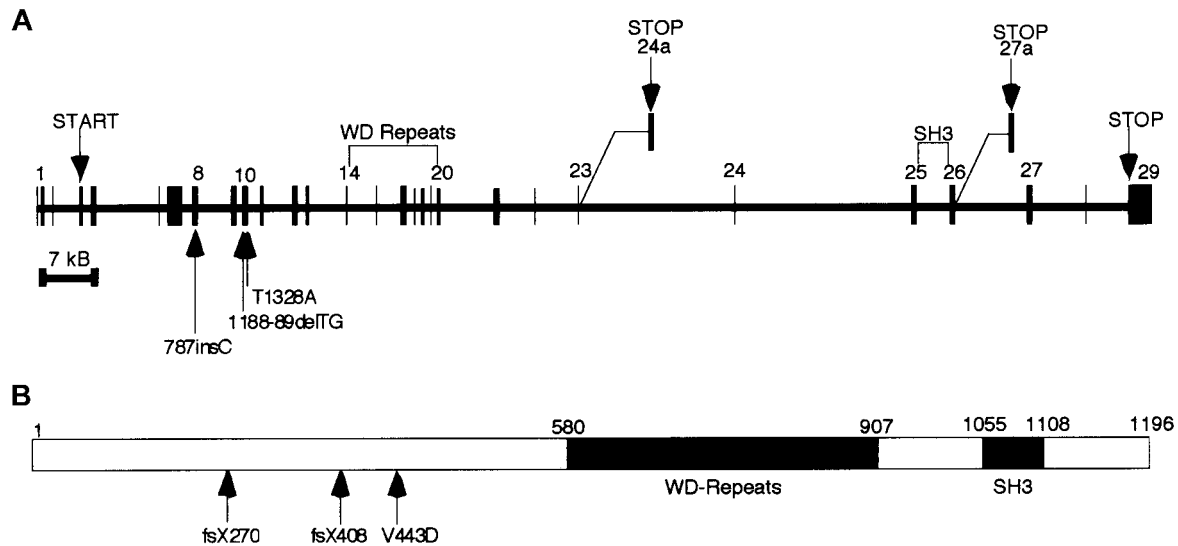 A
STOP
24a
STOP
27a
START
WD Repeats
SH3
STOP
1 8 10 14 20 23 24 25 26 27 29
7 kB
T1328A
1188-89delTG
787insC
B
1 580 907 1055 1108 1196
WD-Repeats SH3
fsX270 fsX408 V443D